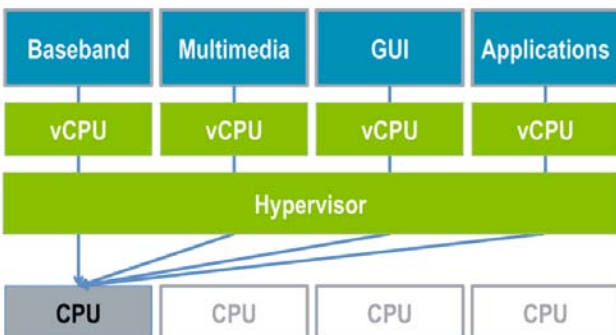 Baseband Multimedia GUI Applications
vCPU vCPU vCPU vCPU
Hypervisor
CPU CPU CPU CPU